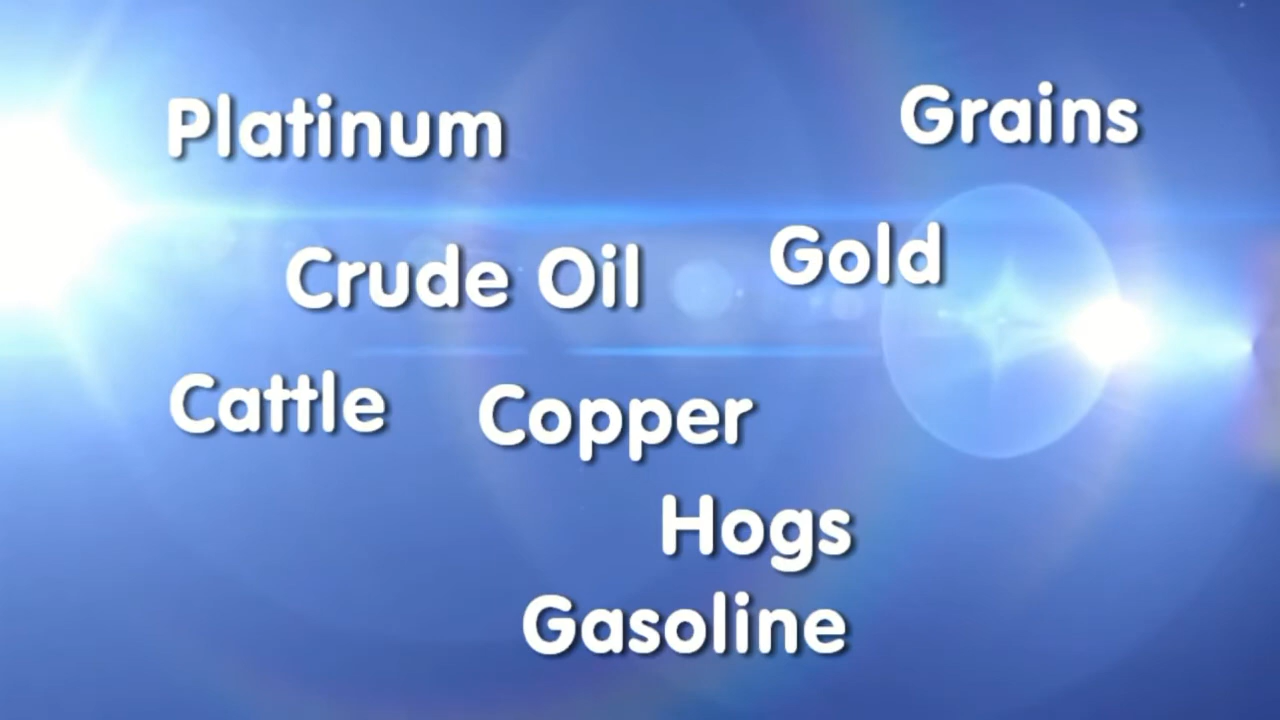 Platinum
Grains
Crude Oil
Gold
Cattle
Copper
Hogs
Gasoline